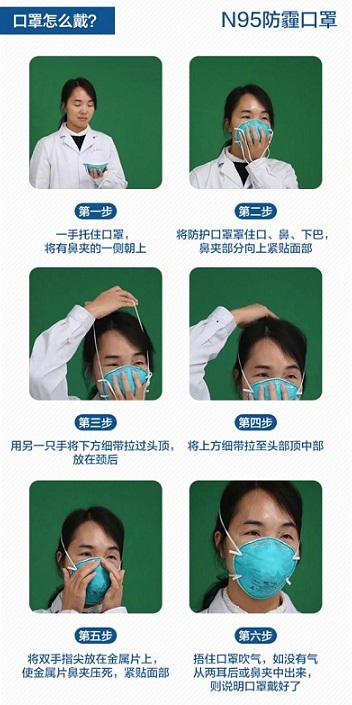 口罩怎么戴?
N95防霾口罩
第一步
一手托住口罩,
将有鼻夹的一侧朝上
第二步
将防护口罩罩住口、鼻、下巴,
鼻夹部分向上紧贴面部
第三步
用另一只手将下方细带拉过头顶,
放在颈后
第四步
将上方细带拉至头部顶中部
第五步
将双手指尖放在金属片上,
使金属片鼻夹压死, 紧贴面部
第六步
捂住口罩吹气, 如没有气
从两耳后或鼻夹中出来,
则说明口罩戴好了